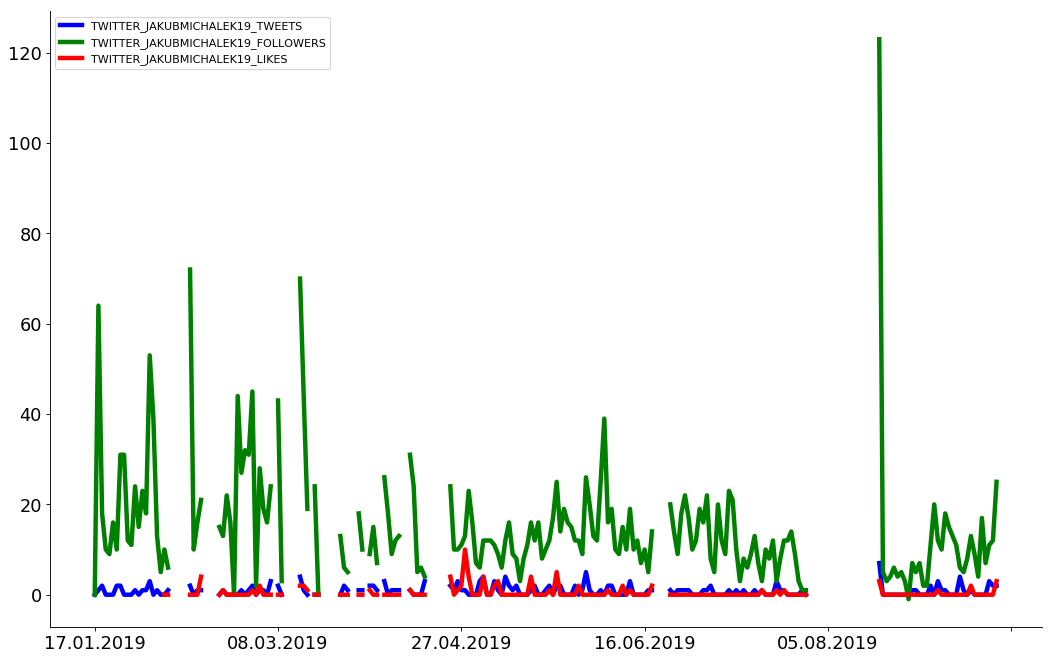 TWITTER_JAKUBMICHALEK19_TWEETS
TWITTER_JAKUBMICHALEK19_FOLLOWERS
TWITTER_JAKUBMICHALEK19_LIKES
120
100
80
60
40
20
0
17.01.2019 08.03.2019 27.04.2019 16.06.2019 05.08.2019